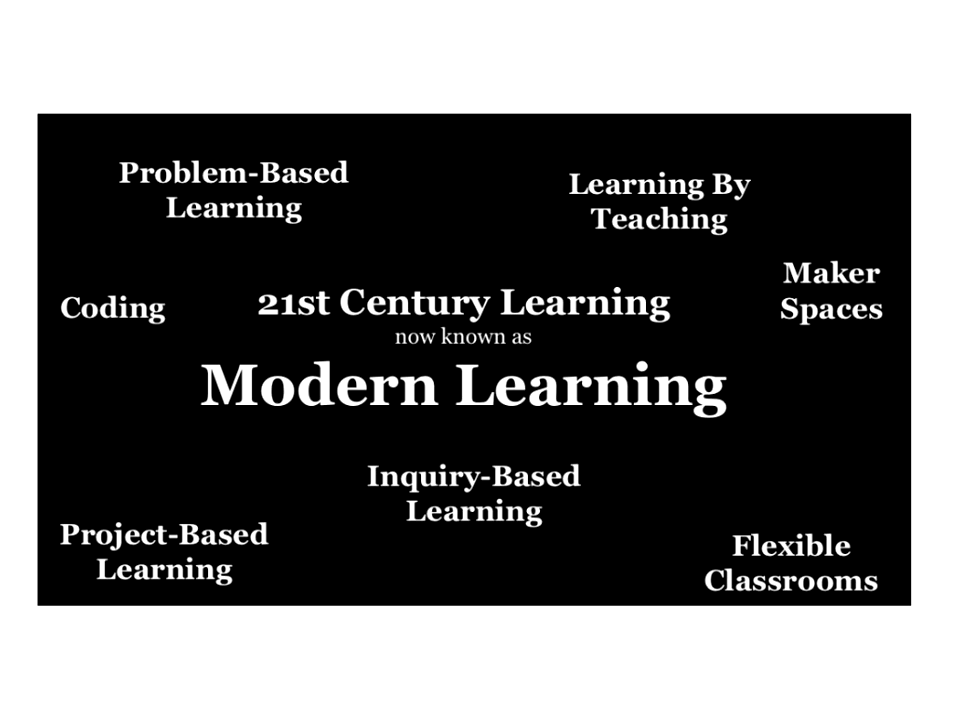 Problem-Based
Learning
Learning By
Teaching
Maker
Spaces
Coding
21st Century Learning
now known as
Modern Learning
Inquiry-Based
Learning
Project-Based
Learning
Flexible
Classrooms